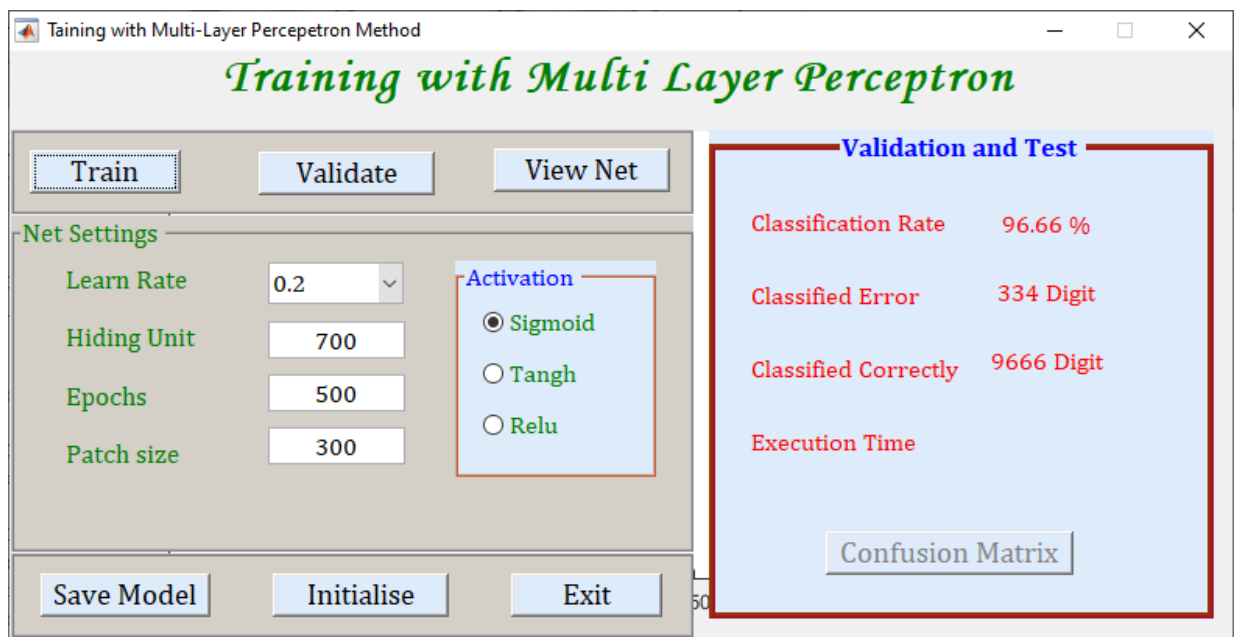 Taining with Multi-Layer Percepetron Method
Training with Multi Layer Perceptron
Train
Validate
View Net
Net Settings
Learn Rate
0.2
Hiding Unit
700
Epochs
500
Patch size
300
Activation
Sigmoid
Tangh
Relu
Save Model
Initialise
Exit
Validation and Test
Classification Rate 96.66 %
Classified Error 334 Digit
Classified Correctly 9666 Digit
Execution Time
Confusion Matrix